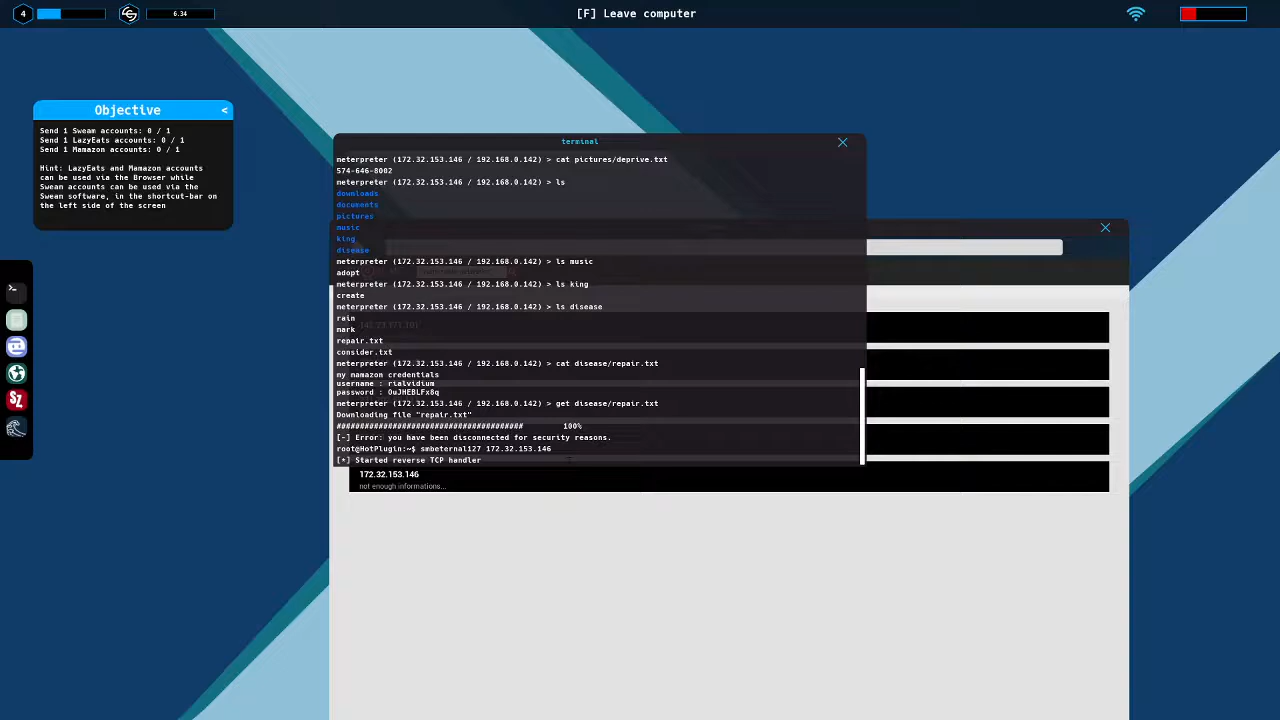 4
6.34
[F] Leave computer
Objective <
Send 1 Sweam accounts: 0 / 1
Send 1 LazyEats accounts: 0 / 1
Send 1 Mamazon accounts: 0 / 1
Hint: LazyEats and Mamazon accounts
can be used via the Browser while
Sweam accounts can be used via the
Swean software, in the shortcut-bar on
the left side of the screen
terminal
meterpreter (172.32.153.146 / 192.168.0.142) > cat pictures/deprive.txt
574-646-8002
meterpreter (172.32.153.146 / 192.168.0.142) > ls
downloads
documents
pictures
music
king
disease
meterpreter (172.32.153.146 / 192.168.0.142) > ls music
adopt
meterpreter (172.32.153.146 / 192.168.0.142) > ls king
create
meterpreter (172.32.153.146 / 192.168.0.142) > ls disease
rain
mark
repair.txt
consider.txt
meterpreter (172.32.153.146 / 192.168.0.142) > cat disease/repair.txt
my mamazon credentials
username : rialvidium
password : OuJHEBLFx8q
meterpreter (172.32.153.146 / 192.168.0.142) > get disease/repair.txt
Downloading file "repair.txt"
######################################## 100%
[-] Error: you have been disconnected for security reasons.
root@HotPlugin:~$ smbeternal27 172.32.153.146
[*] Started reverse TCP handler
172.32.153.146
not enough informations...
SZ